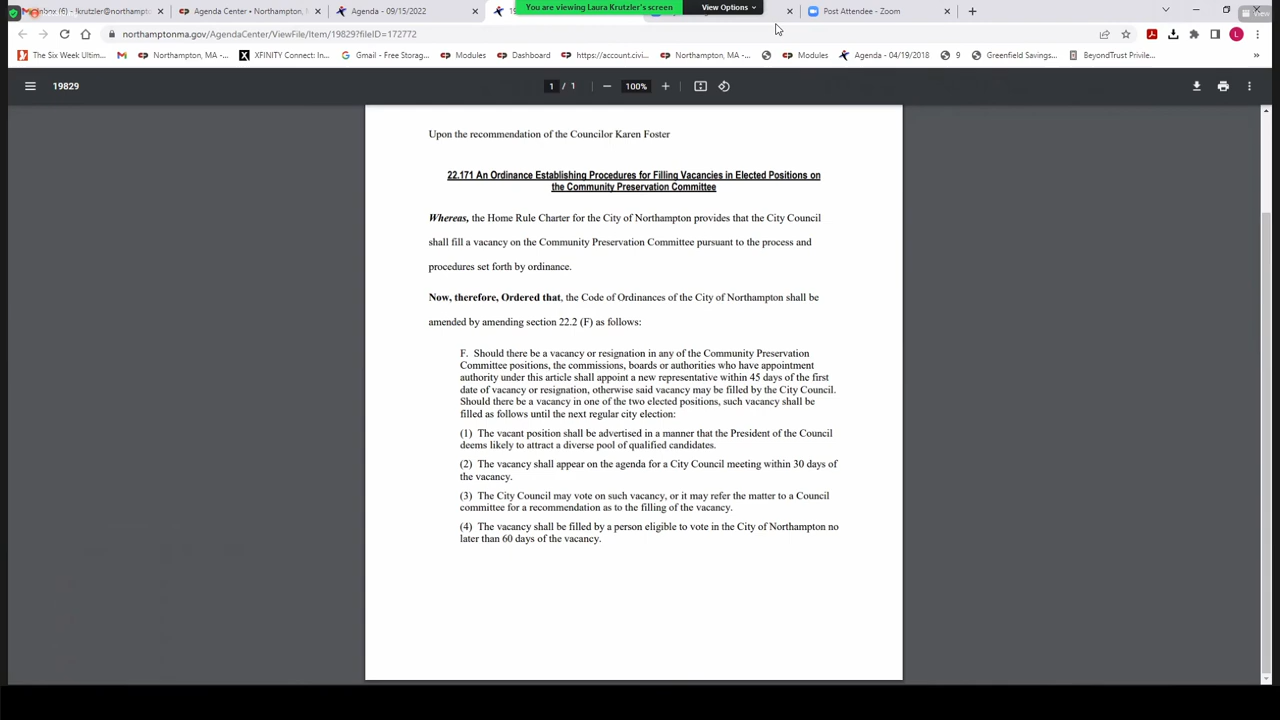 You are viewing Laura Krutzler's screen
View Options
View
Inbox (6) - lkrutzler@northampto
Agenda Center • Northampton,
Agenda - 09/15/2022
Post Attendee - Zoom
northamptonma.gov/AgendaCenter/ViewFile/Item/19829?fileID=172772
L
The Six Week Ultim...
Northampton, MA -...
XFINITY Connect: In...
Gmail - Free Storag...
Modules
Dashboard
https://account.civi...
Northampton, MA -...
Modules
Agenda - 04/19/2018
9
Greenfield Savings...
BeyondTrust Privile...
»
19829
1 / 1
100%
Upon the recommendation of the Councilor Karen Foster
22.171 An Ordinance Establishing Procedures for Filling Vacancies in Elected Positions on
the Community Preservation Committee
Whereas, the Home Rule Charter for the City of Northampton provides that the City Council
shall fill a vacancy on the Community Preservation Committee pursuant to the process and
procedures set forth by ordinance.
Now, therefore, Ordered that, the Code of Ordinances of the City of Northampton shall be
amended by amending section 22.2 (F) as follows:
F. Should there be a vacancy or resignation in any of the Community Preservation
Committee positions, the commissions, boards or authorities who have appointment
authority under this article shall appoint a new representative within 45 days of the first
date of vacancy or resignation, otherwise said vacancy may be filled by the City Council.
Should there be a vacancy in one of the two elected positions, such vacancy shall be
filled as follows until the next regular city election:
(1) The vacant position shall be advertised in a manner that the President of the Council
deems likely to attract a diverse pool of qualified candidates.
(2) The vacancy shall appear on the agenda for a City Council meeting within 30 days of
the vacancy.
(3) The City Council may vote on such vacancy, or it may refer the matter to a Council
committee for a recommendation as to the filling of the vacancy.
(4) The vacancy shall be filled by a person eligible to vote in the City of Northampton no
later than 60 days of the vacancy.